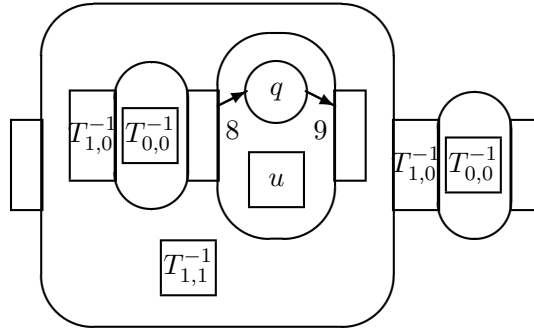 q
8 9
T_{1,0}^{-1} T_{0,0}^{-1} u T_{1,0}^{-1} T_{0,0}^{-1}
T_{1,1}^{-1}